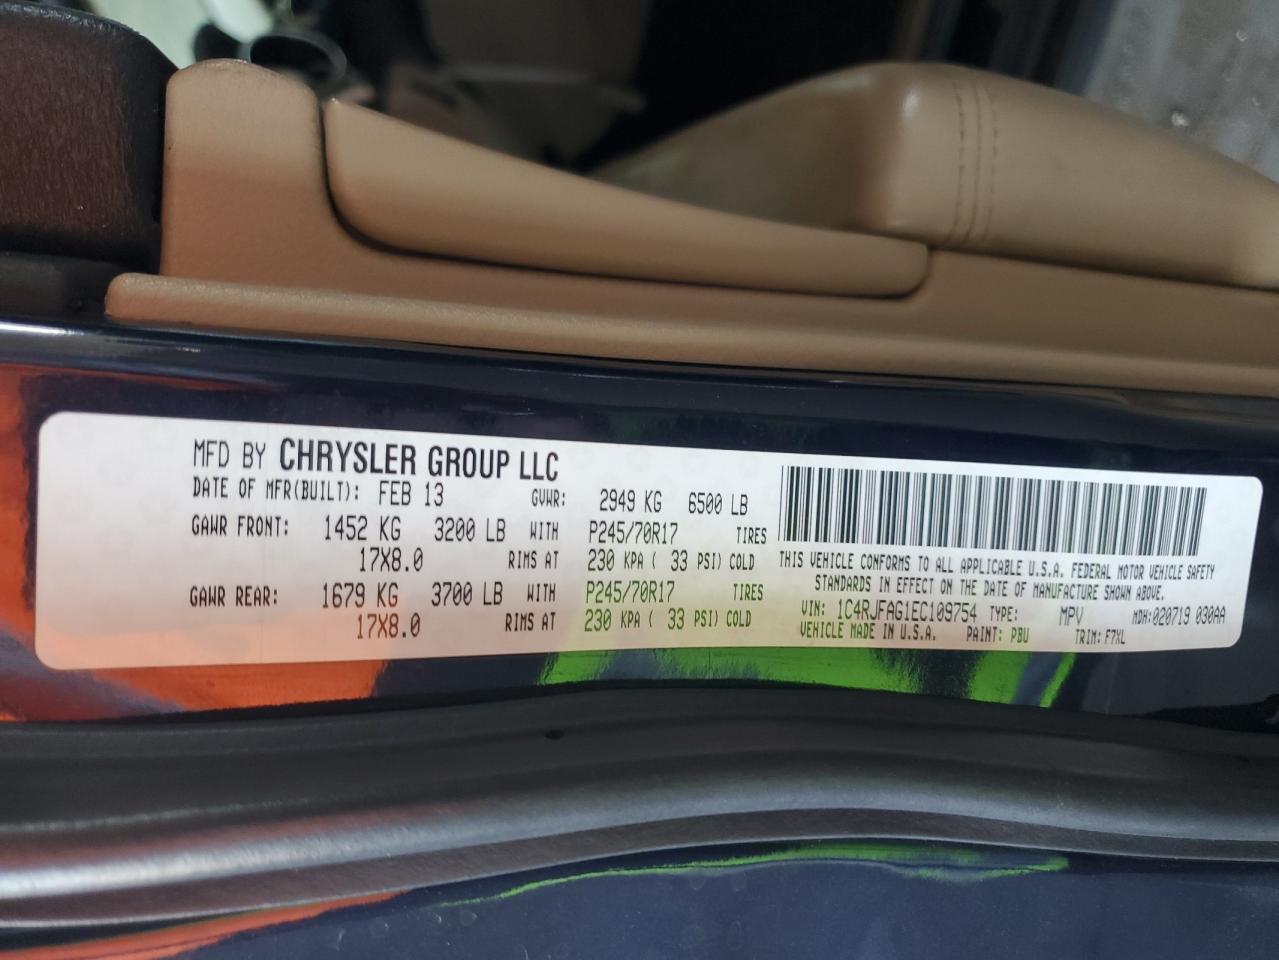 MFD BY CHRYSLER GROUP LLC
DATE OF MFR(BUILT): FEB 13 GVWR: 2949 KG 6500 LB
GAWR FRONT: 1452 KG 3200 LB WITH P245/70R17 TIRES
17X8.0 RIMS AT 230 KPA ( 33 PSI) COLD
GAWR REAR: 1679 KG 3700 LB WITH P245/70R17 TIRES
17X8.0 RIMS AT 230 KPA ( 33 PSI) COLD
THIS VEHICLE CONFORMS TO ALL APPLICABLE U.S.A. FEDERAL MOTOR VEHICLE SAFETY
STANDARDS IN EFFECT ON THE DATE OF MANUFACTURE SHOWN ABOVE.
VIN: 1C4RJFAG1EC109754 TYPE: MPV MDH:020719 030AA
VEHICLE MADE IN U.S.A. PAINT: PBU TRIM: F7XL